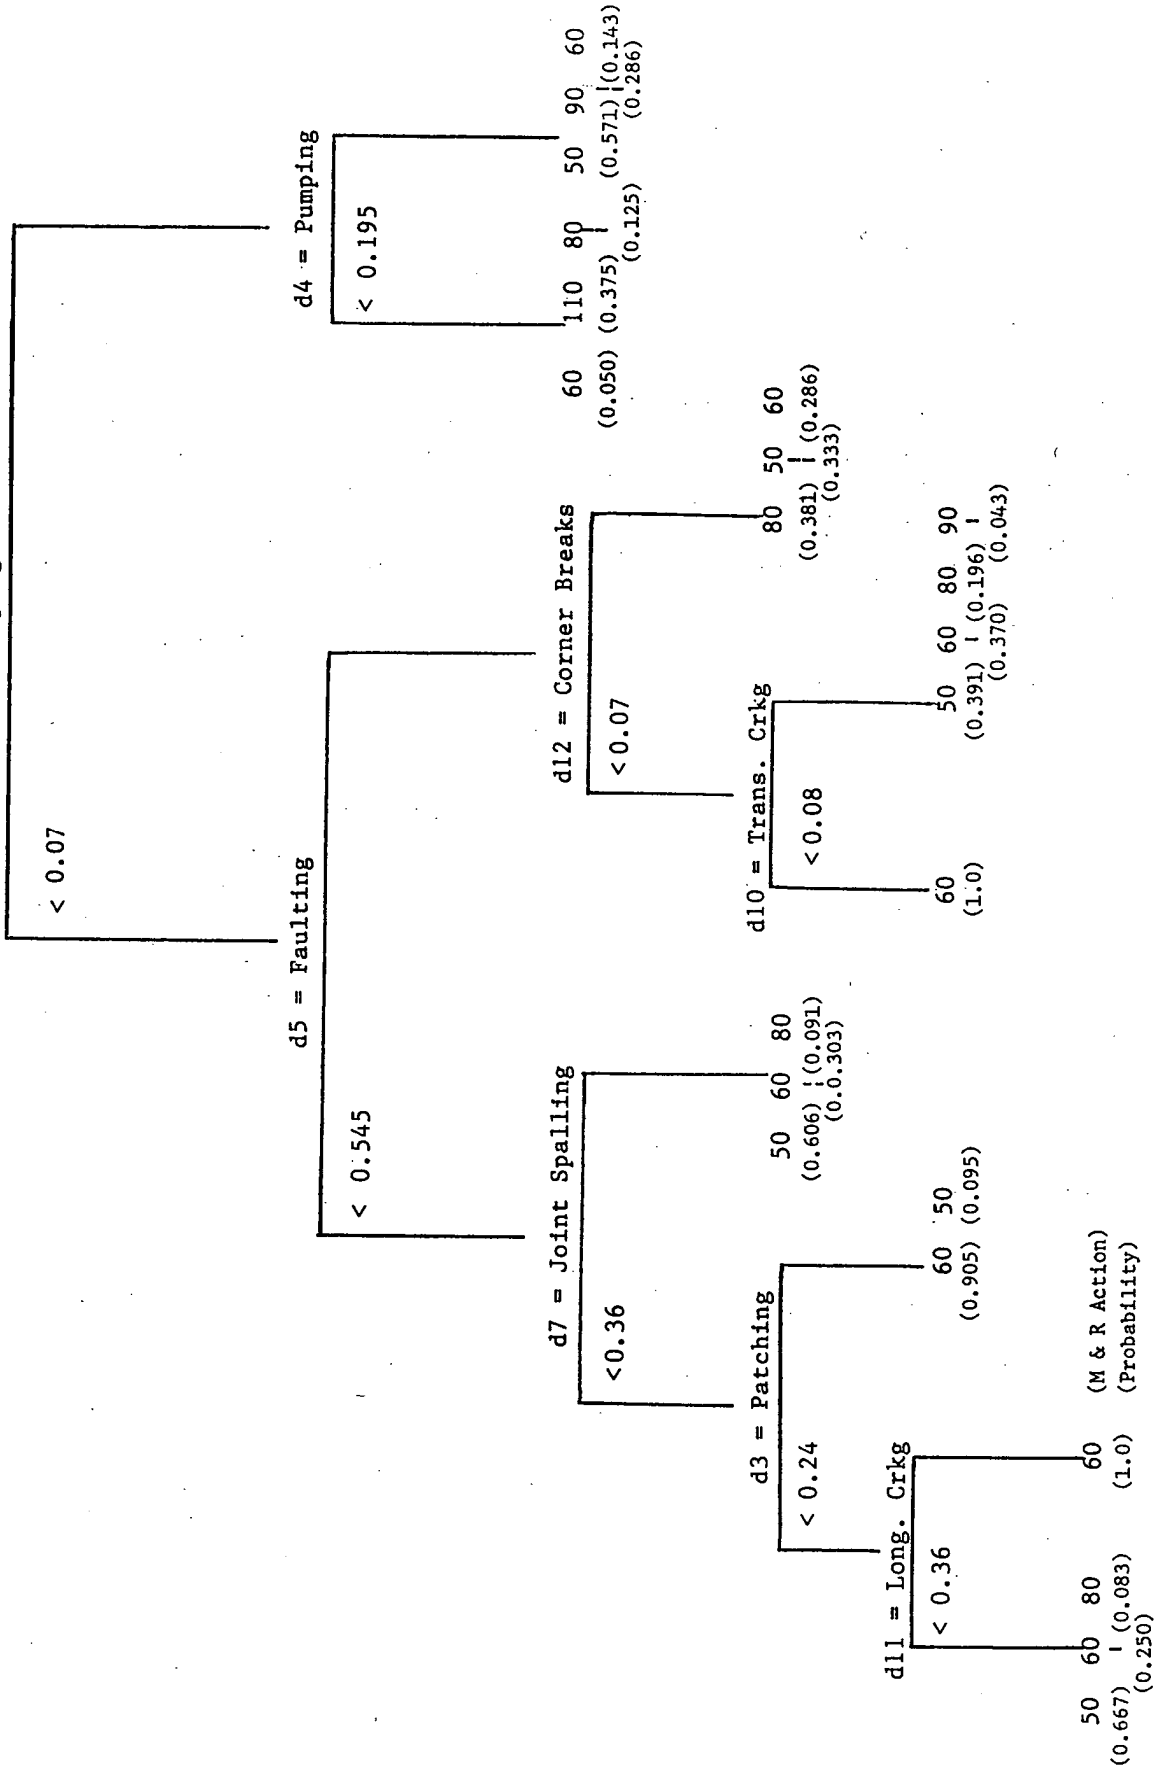 < 0.07
d5 = Faulting
d4 = Pumping
< 0.545
< 0.195
d7 = Joint Spalling
d12 = Corner Breaks
60 110 80
(0.050) (0.375)
(0.125)
50 90 60
(0.571) (0.143)
(0.286)
<0.36
<0.07
d3 = Patching
50 60 80
(0.606) (0.091)
(0.0.303)
d10 = Trans. Crkg
80 50 60
(0.381) (0.286)
(0.333)
< 0.24
<0.08
d11 = Long. Crkg
60 50
(0.905) (0.095)
60
(1.0)
50 60 80 90
(0.391) (0.196)
(0.370) (0.043)
< 0.36
50 60 80
(0.667) (0.083)
(0.250)
60
(1.0)
(M & R Action)
(Probability)